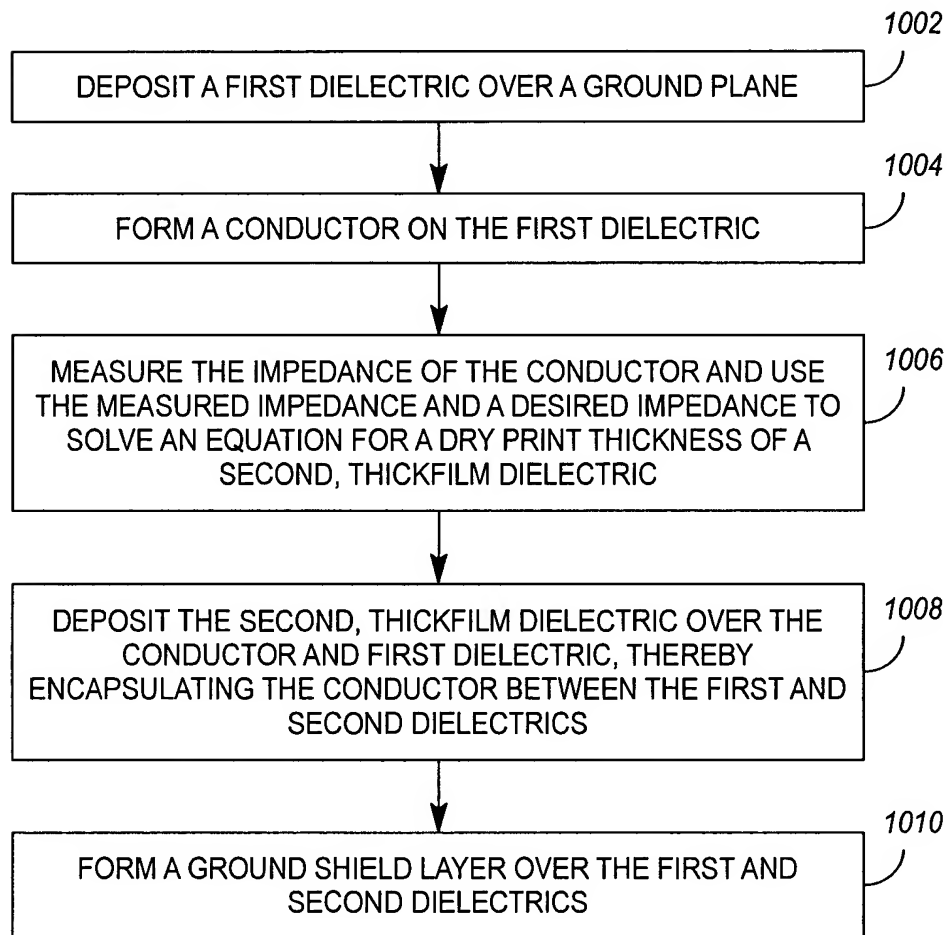 1002
DEPOSIT A FIRST DIELECTRIC OVER A GROUND PLANE
1004
FORM A CONDUCTOR ON THE FIRST DIELECTRIC
1006
MEASURE THE IMPEDANCE OF THE CONDUCTOR AND USE
THE MEASURED IMPEDANCE AND A DESIRED IMPEDANCE TO
SOLVE AN EQUATION FOR A DRY PRINT THICKNESS OF A
SECOND, THICKFILM DIELECTRIC
1008
DEPOSIT THE SECOND, THICKFILM DIELECTRIC OVER THE
CONDUCTOR AND FIRST DIELECTRIC, THEREBY
ENCAPSULATING THE CONDUCTOR BETWEEN THE FIRST AND
SECOND DIELECTRICS
1010
FORM A GROUND SHIELD LAYER OVER THE FIRST AND
SECOND DIELECTRICS